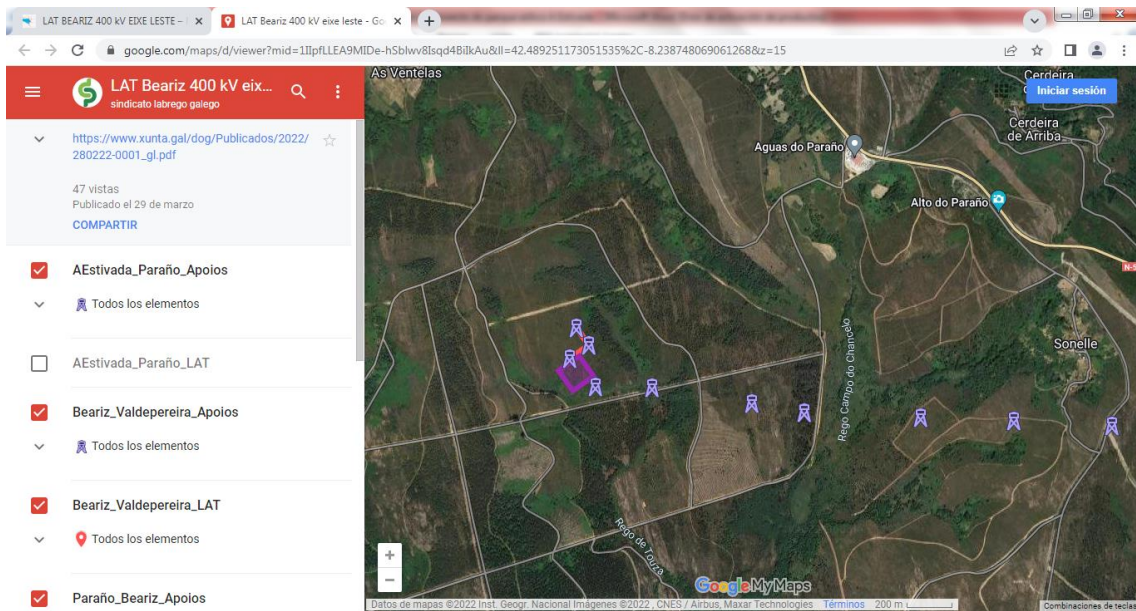 LAT BEARIZ 400 kV EIXE LESTE –
LAT Beariz 400 kV eixe leste - Go
google.com/maps/d/viewer?mid=1IIpfLLEA9MIDe-hSblwv8Isqd4BiIkAu&ll=42.489251173051535%2C-8.238748069061268&z=15
LAT Beariz 400 kV eix...
sindicato labrego galego
https://www.xunta.gal/dog/Publicados/2022/
280222-0001_gl.pdf
47 vistas
Publicado el 29 de marzo
COMPARTIR
AEstivada_Paraño_Apoios
Todos los elementos
AEstivada_Paraño_LAT
Beariz_Valdepereira_Apoios
Todos los elementos
Beariz_Valdepereira_LAT
Todos los elementos
Paraño_Beariz_Apoios
As Ventelas
Cerdeira
Iniciar sesión
Cerdeira
de Arriba
Aguas do Paraño
Alto do Paraño
Sonelle
Rego Campo do Chancelo
Rego de Touza
Google My Maps
Datos de mapas ©2022 Inst. Geogr. Nacional Imágenes ©2022 , CNES / Airbus, Maxar Technologies Términos 200 m
Combinaciones de teclas